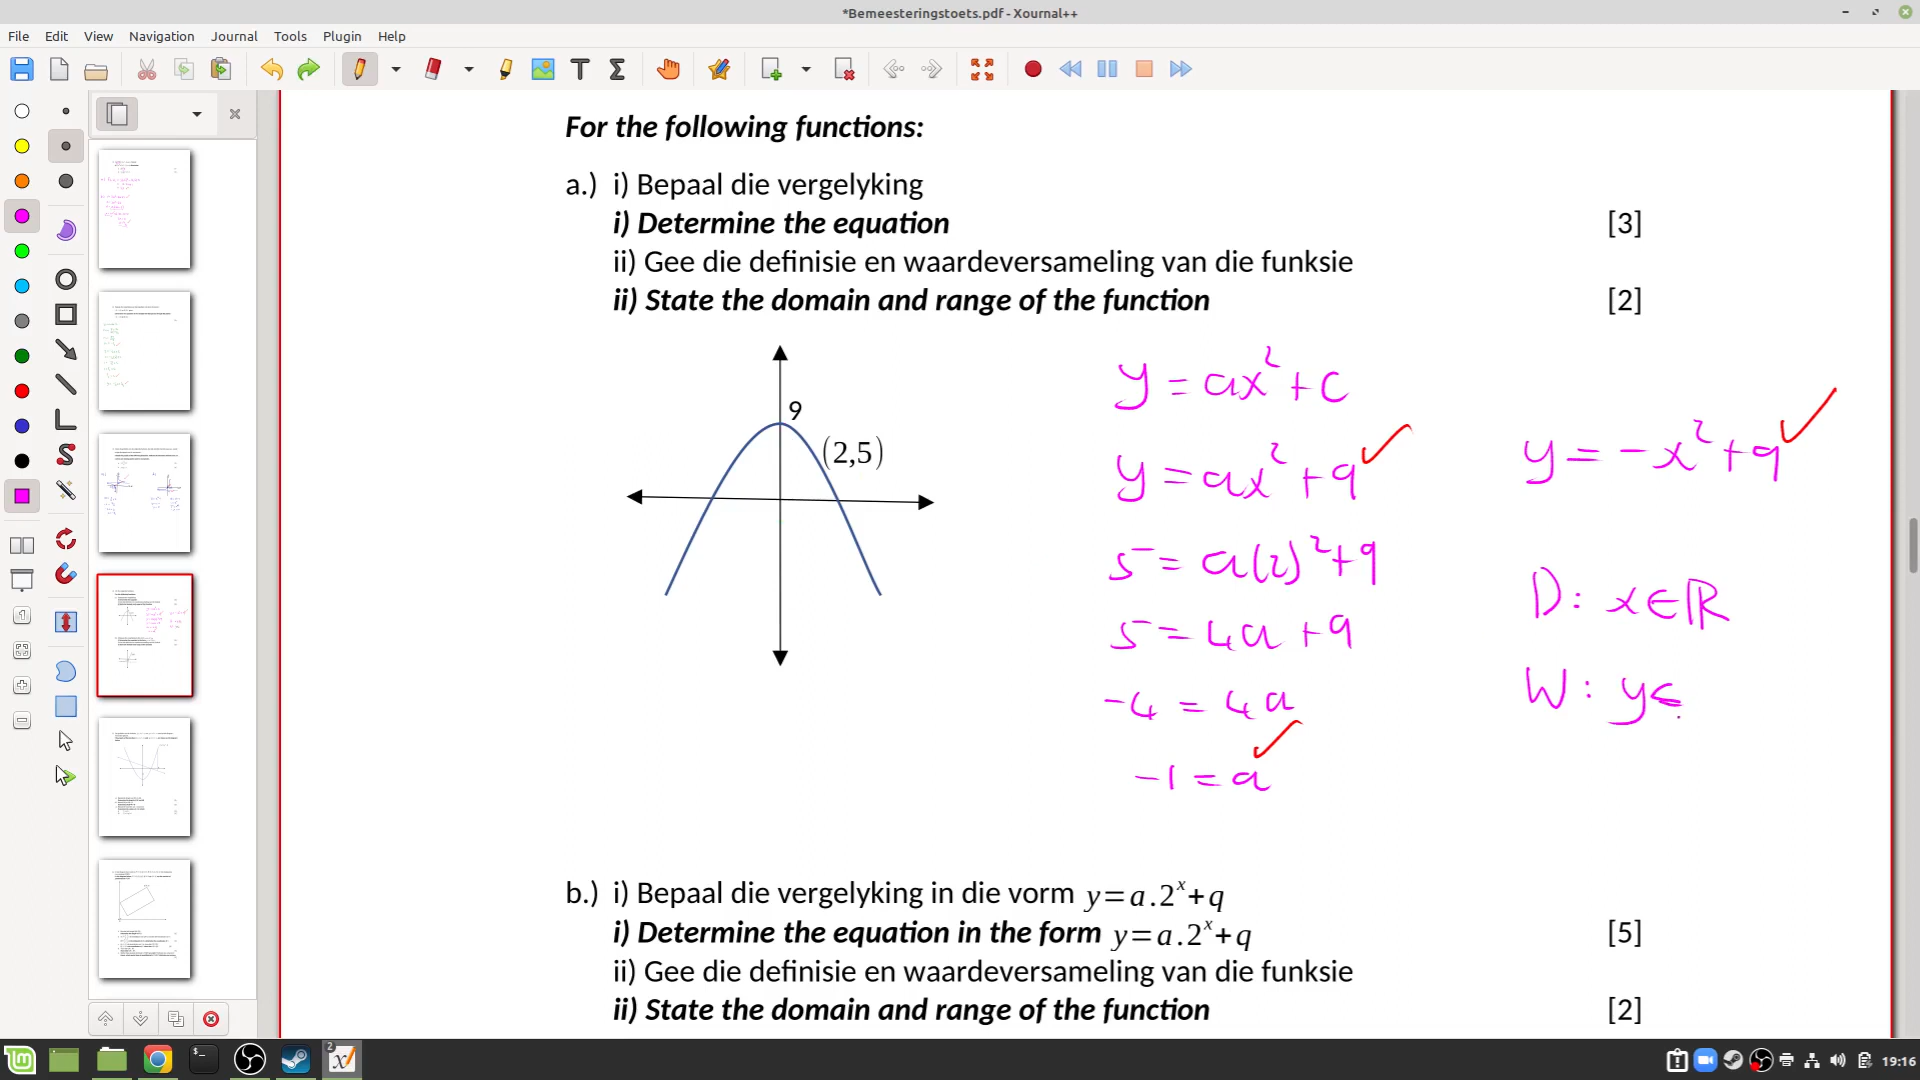 *Bemeesteringstoets.pdf - Xournal++
File Edit View Navigation Journal Tools Plugin Help
For the following functions:
a.) i) Bepaal die vergelyking
i) Determine the equation [3]
ii) Gee die definisie en waardeversameling van die funksie
ii) State the domain and range of the function [2]
9
(2,5)
y = ax² + c
y = ax² + 9
5 = a(2)² + 9
5 = 4a + 9
-4 = 4a
-1 = a
y = -x² + 9
D: x∈ℝ
W: y≤
b.) i) Bepaal die vergelyking in die vorm y=a.2ˣ+q
i) Determine the equation in the form y=a.2ˣ+q [5]
ii) Gee die definisie en waardeversameling van die funksie
ii) State the domain and range of the function [2]
19:16